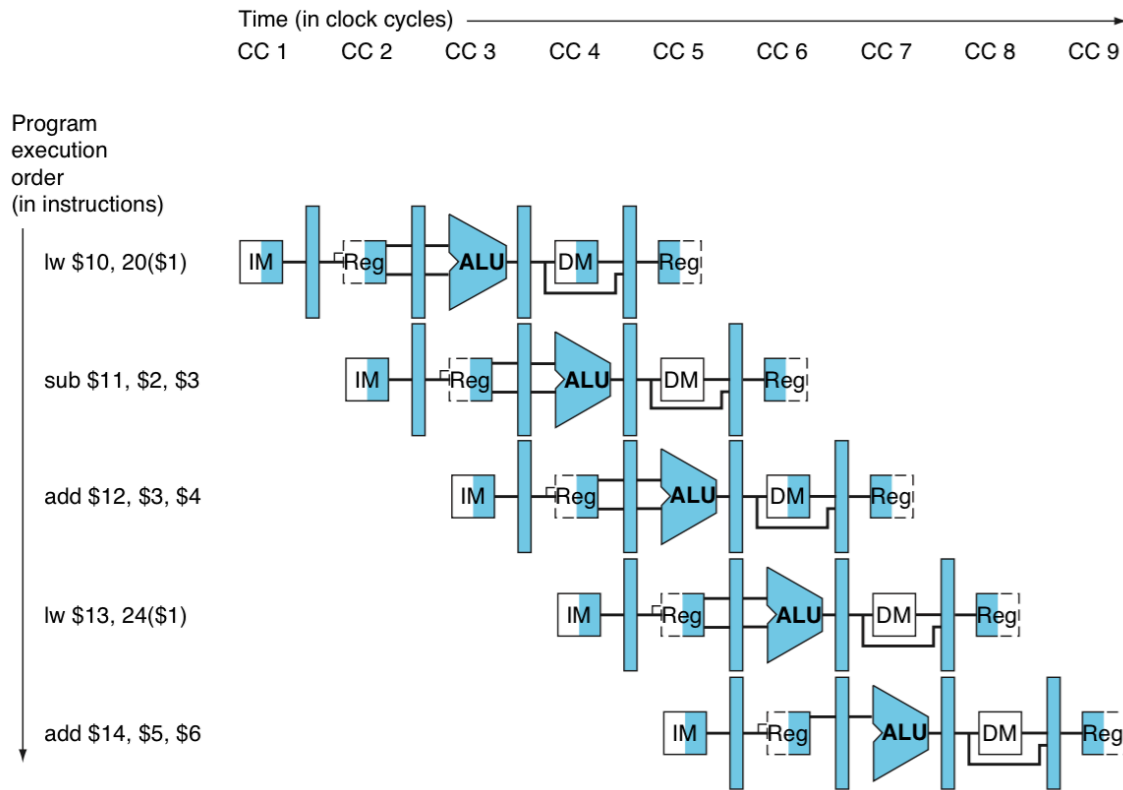 Time (in clock cycles)
CC 1 CC 2 CC 3 CC 4 CC 5 CC 6 CC 7 CC 8 CC 9
Program
execution
order
(in instructions)
lw $10, 20($1) IM Reg ALU DM Reg
sub $11, $2, $3 IM Reg ALU DM Reg
add $12, $3, $4 IM Reg ALU DM Reg
lw $13, 24($1) IM Reg ALU DM Reg
add $14, $5, $6 IM Reg ALU DM Reg